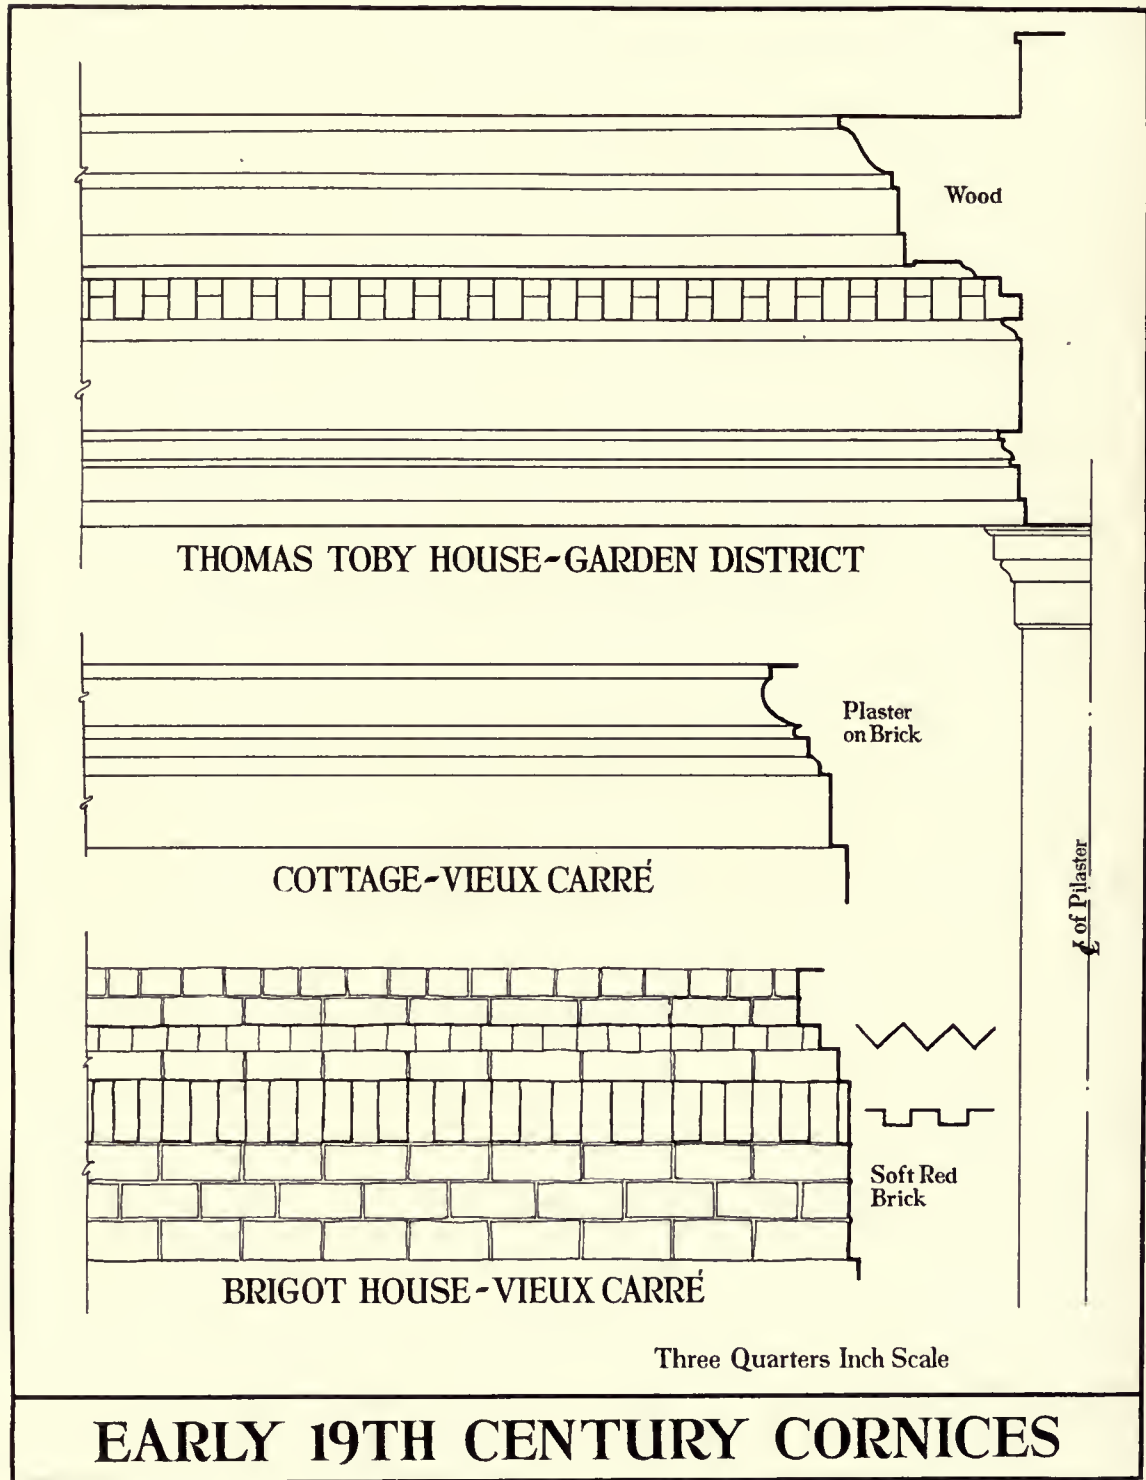 Wood
THOMAS TOBY HOUSE-GARDEN DISTRICT
Plaster
on Brick
COTTAGE-VIEUX CARRÉ
℄ of Pilaster
Soft Red
Brick
BRIGOT HOUSE-VIEUX CARRÉ
Three Quarters Inch Scale
EARLY 19TH CENTURY CORNICES